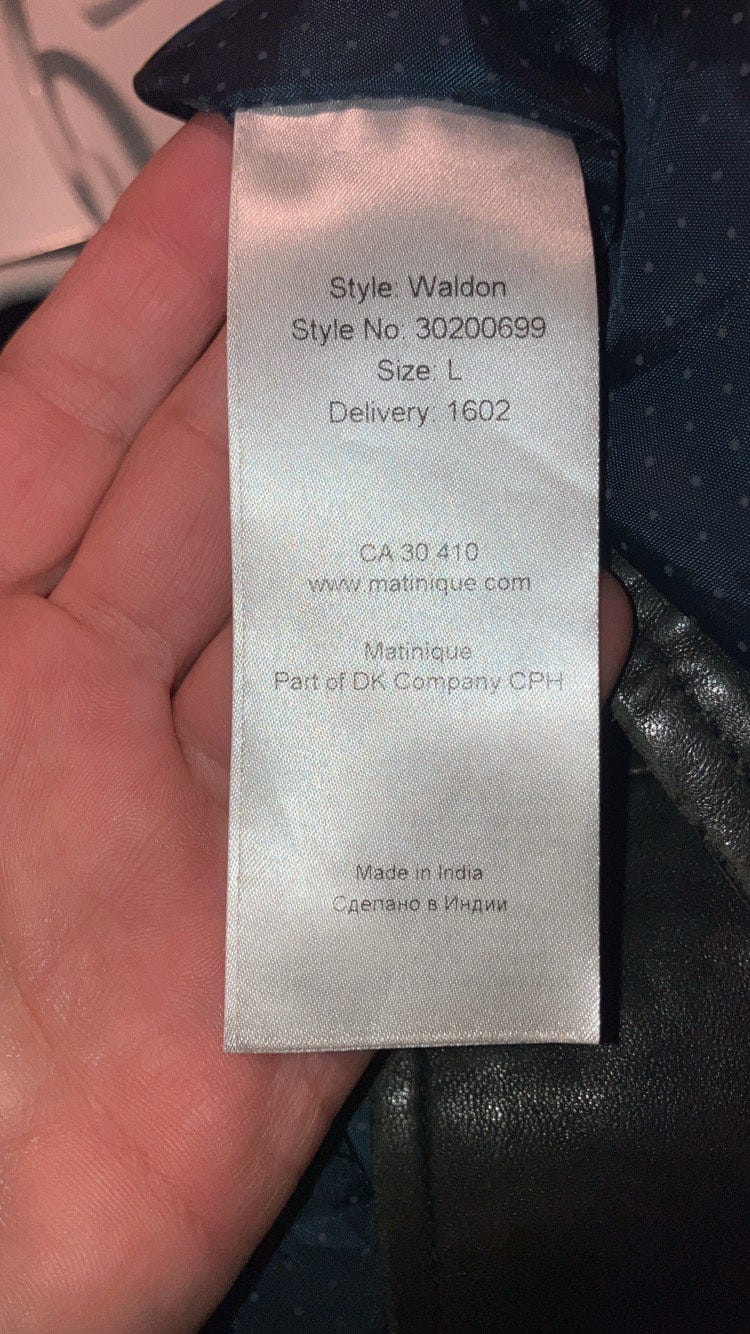 Style: Waldon
Style No: 30200699
Size: L
Delivery: 1602
CA 30 410
www.matinique.com
Matinique
Part of DK Company CPH
Made in India
Сделано в Индии